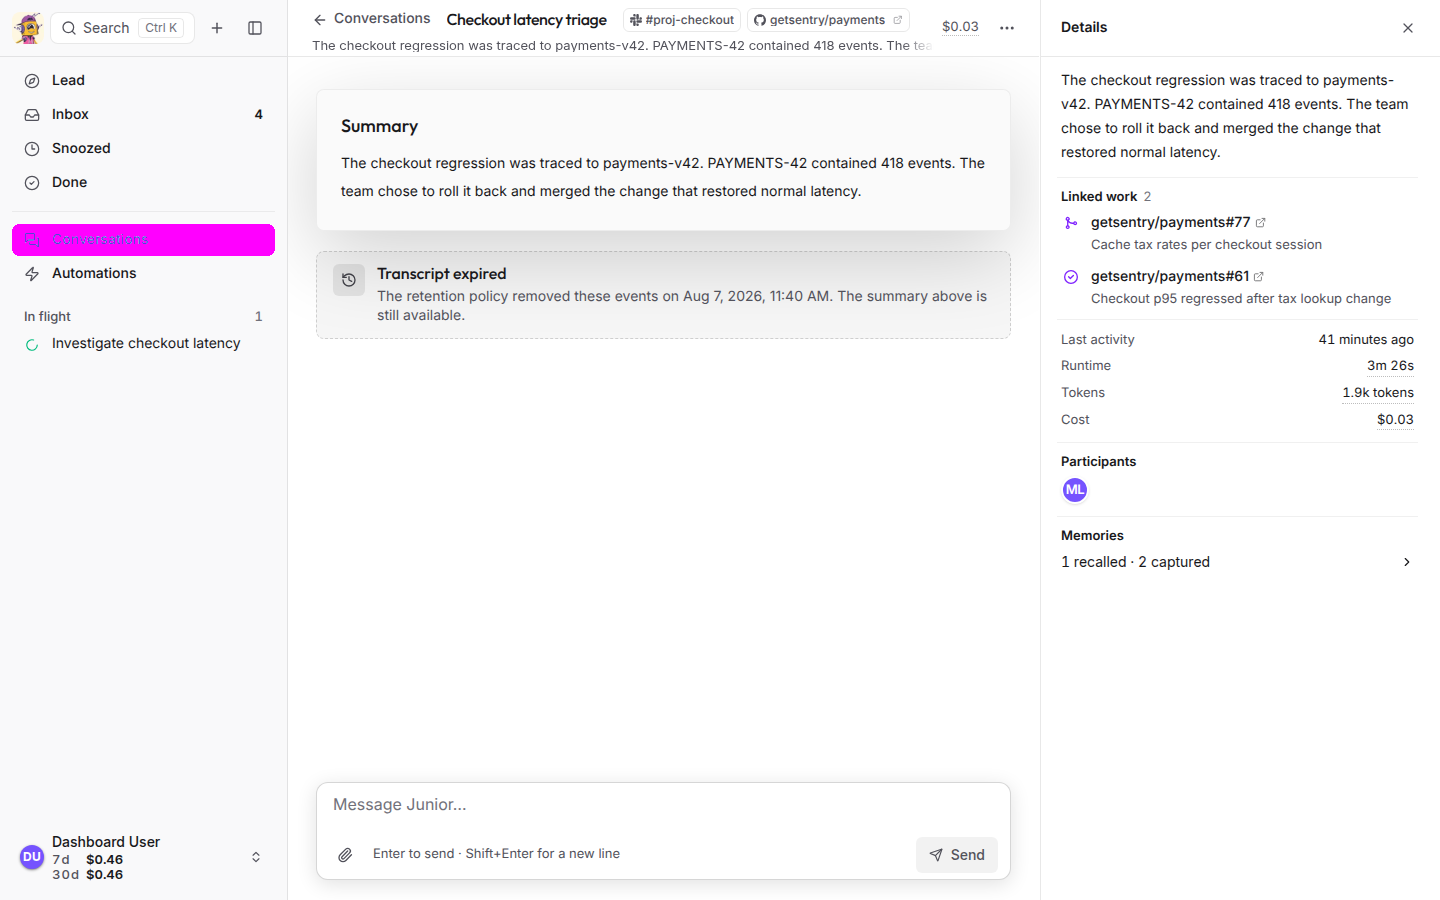 Search
Ctrl K
Lead
Inbox
4
Snoozed
Done
Conversations
Automations
In flight
1
Investigate checkout latency
Dashboard User
7d $0.46
30d $0.46
Conversations
Checkout latency triage
#proj-checkout
getsentry/payments
$0.03
The checkout regression was traced to payments-v42. PAYMENTS-42 contained 418 events. The
Summary
The checkout regression was traced to payments-v42. PAYMENTS-42 contained 418 events. The
team chose to roll it back and merged the change that restored normal latency.
Transcript expired
The retention policy removed these events on Aug 7, 2026, 11:40 AM. The summary above is
still available.
Message Junior...
Enter to send · Shift+Enter for a new line
Send
Details
The checkout regression was traced to payments-
v42. PAYMENTS-42 contained 418 events. The team
chose to roll it back and merged the change that
restored normal latency.
Linked work 2
getsentry/payments#77
Cache tax rates per checkout session
getsentry/payments#61
Checkout p95 regressed after tax lookup change
Last activity
41 minutes ago
Runtime
3m 26s
Tokens
1.9k tokens
Cost
$0.03
Participants
ML
Memories
1 recalled · 2 captured
DU